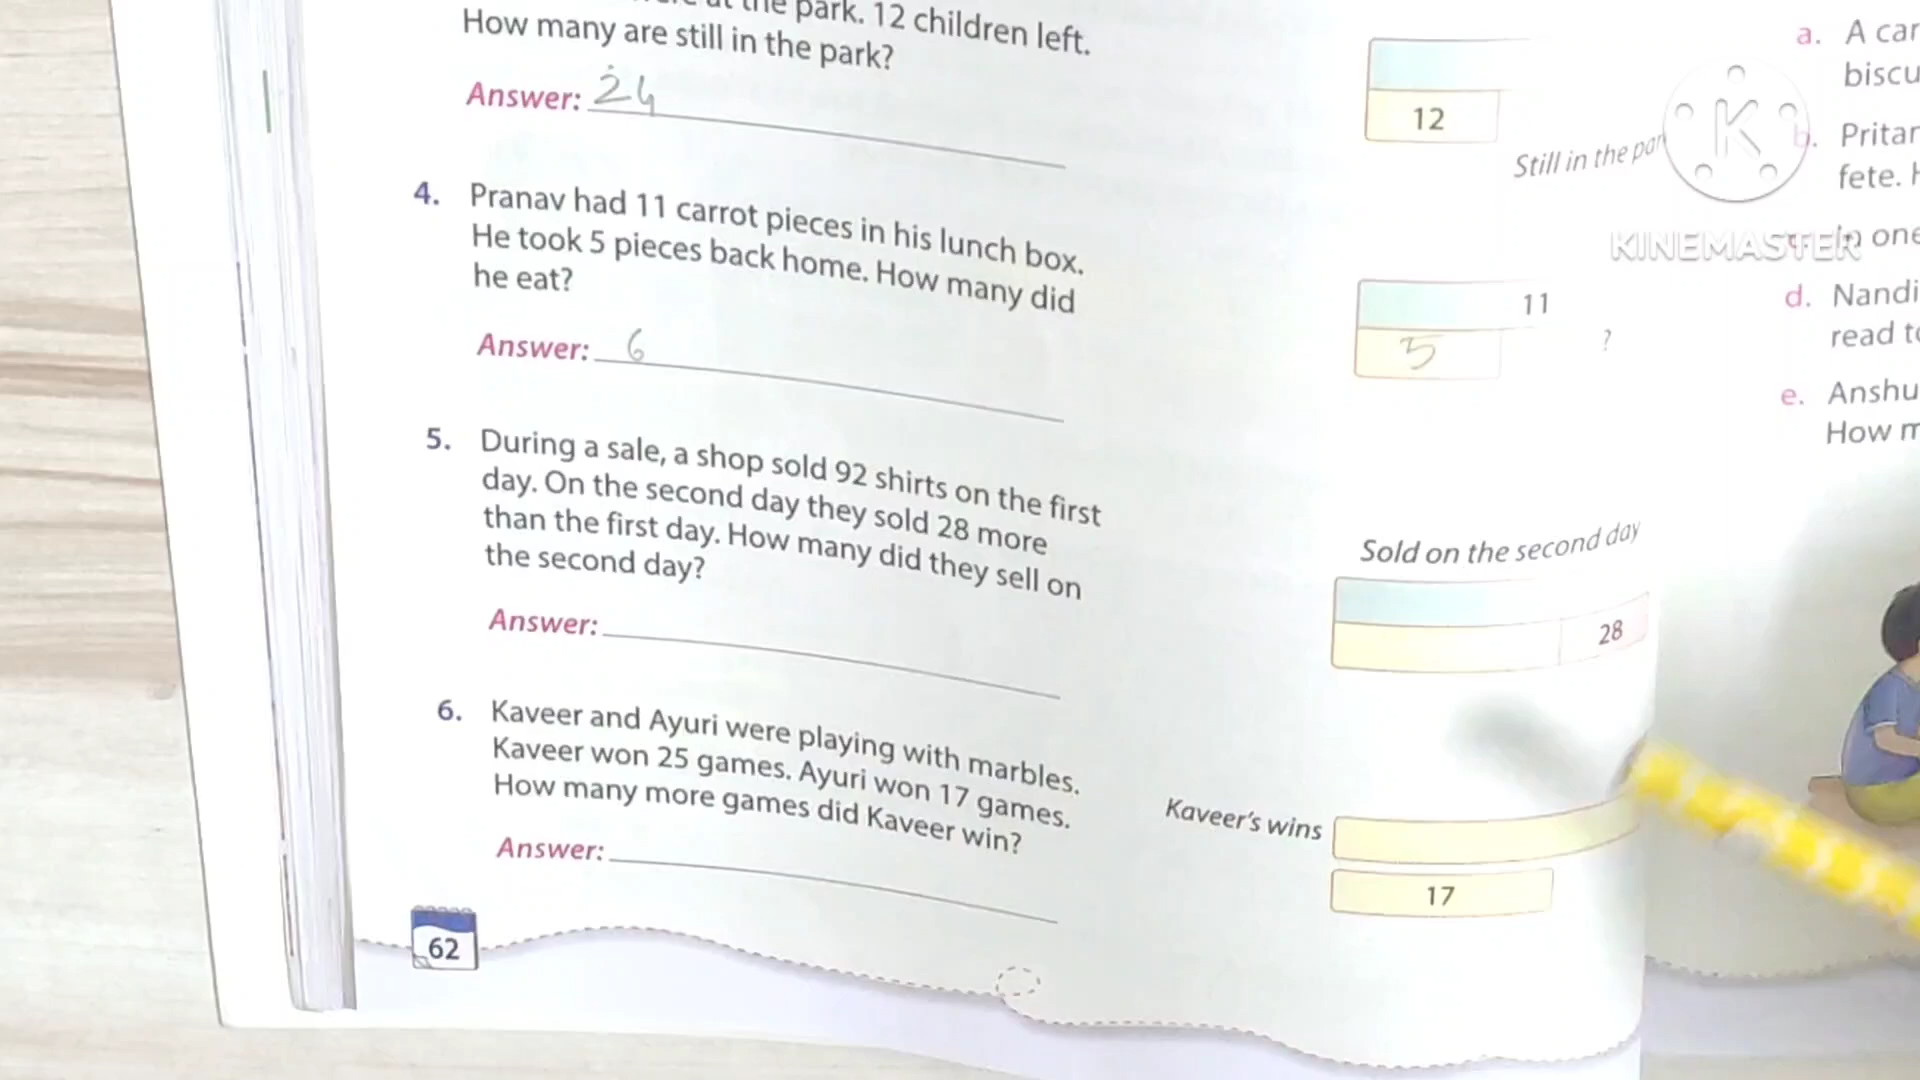 the park. 12 children left.
How many are still in the park?
Answer: 24
12
Still in the par
4. Pranav had 11 carrot pieces in his lunch box.
He took 5 pieces back home. How many did
he eat?
Answer: 6
11
5
?
5. During a sale, a shop sold 92 shirts on the first
day. On the second day they sold 28 more
than the first day. How many did they sell on
the second day?
Answer:
Sold on the second day
28
6. Kaveer and Ayuri were playing with marbles.
Kaveer won 25 games. Ayuri won 17 games.
How many more games did Kaveer win?
Answer:
Kaveer's wins
17
62
a. A car
biscu
b. Pritam
fete. H
in one
d. Nandi
read to
e. Anshu
How m
K
KINEMASTER